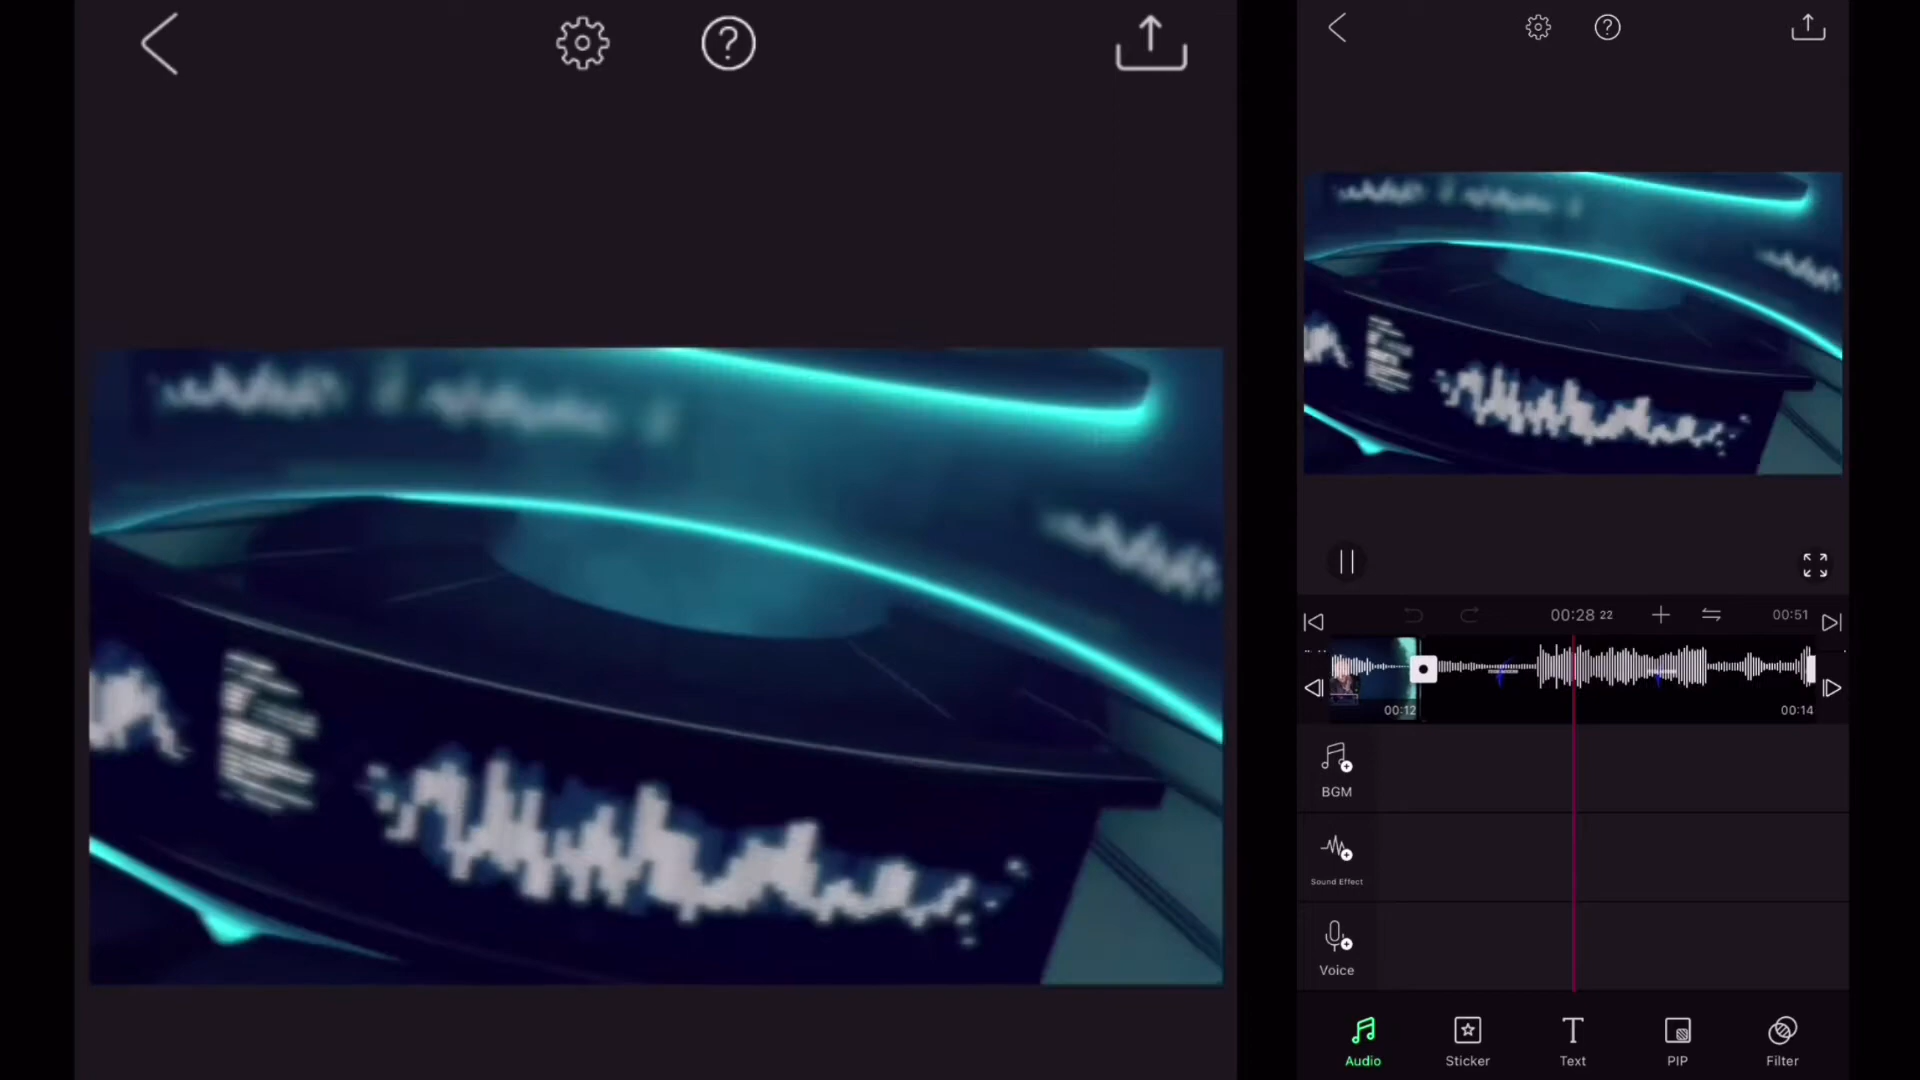 00:28 22
00:51
00:12
00:14
BGM
Sound Effect
Voice
Audio
Sticker
Text
PIP
Filter